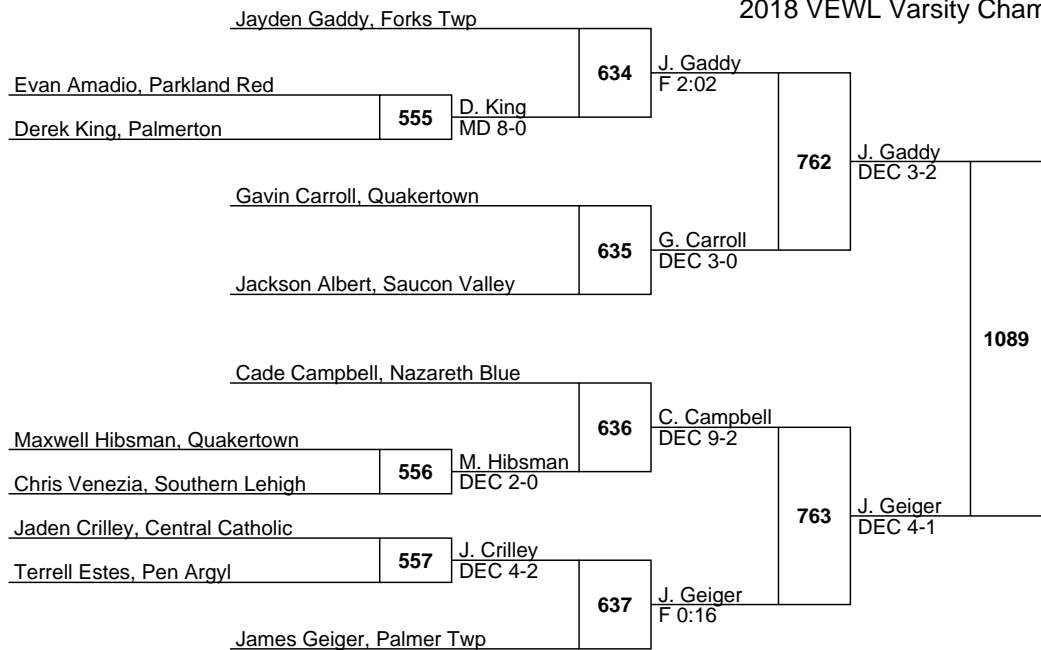 2018 VEWL Varsity Cham
Jayden Gaddy, Forks Twp
634
J. Gaddy
F 2:02
Evan Amadio, Parkland Red
555
D. King
MD 8-0
Derek King, Palmerton
762
J. Gaddy
DEC 3-2
Gavin Carroll, Quakertown
635
G. Carroll
DEC 3-0
Jackson Albert, Saucon Valley
1089
Cade Campbell, Nazareth Blue
636
C. Campbell
DEC 9-2
Maxwell Hibsman, Quakertown
556
M. Hibsman
DEC 2-0
Chris Venezia, Southern Lehigh
763
J. Geiger
DEC 4-1
Jaden Crilley, Central Catholic
557
J. Crilley
DEC 4-2
Terrell Estes, Pen Argyl
637
J. Geiger
F 0:16
James Geiger, Palmer Twp